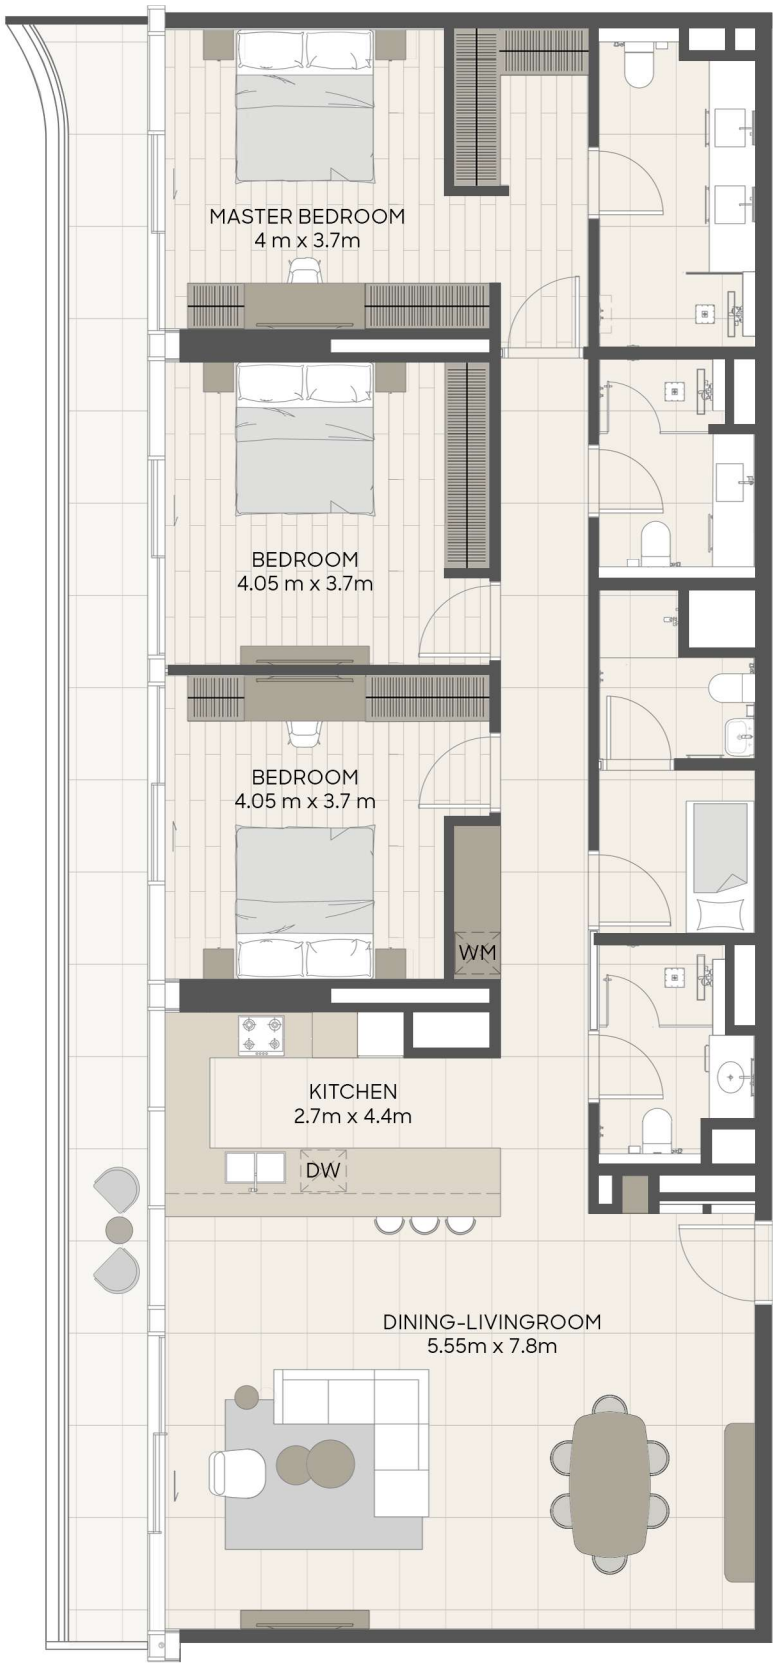 MASTER BEDROOM
4 m x 3.7m
BEDROOM
4.05 m x 3.7m
BEDROOM
4.05 m x 3.7 m
WM
KITCHEN
2.7m x 4.4m
DW
DINING-LIVINGROOM
5.55m x 7.8m